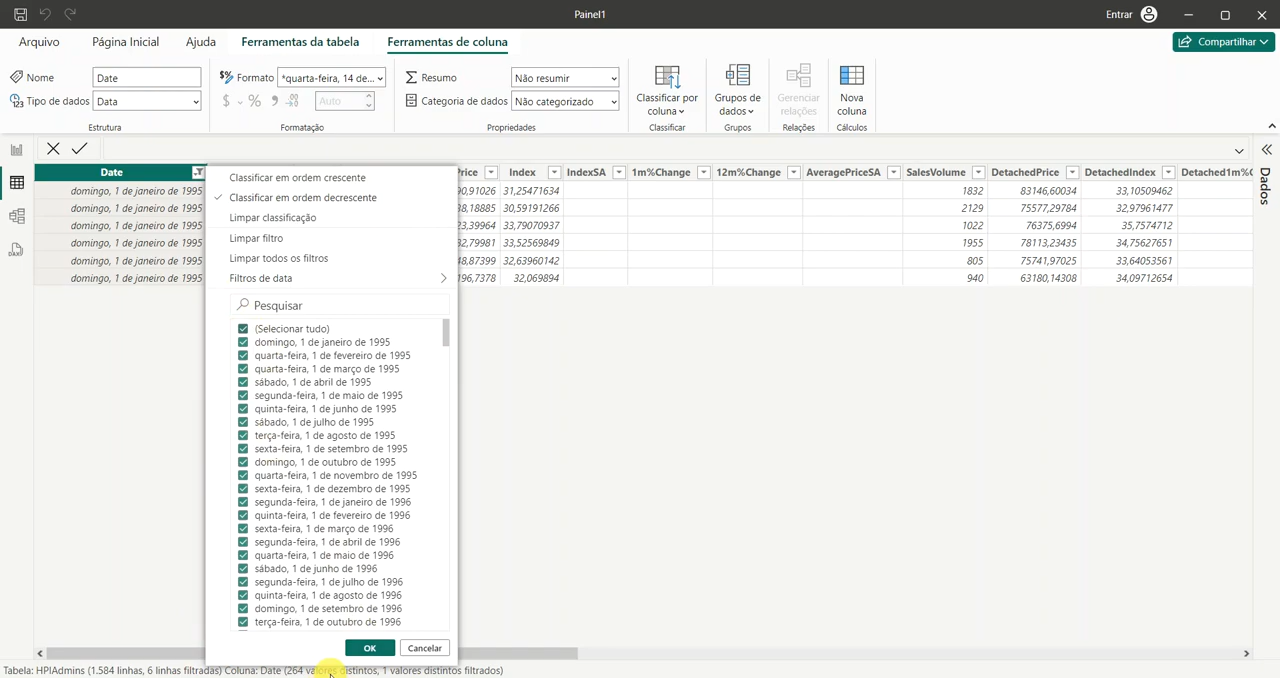 Painel1
Entrar
Arquivo Página Inicial Ajuda Ferramentas da tabela Ferramentas de coluna
Compartilhar
Nome Date
Tipo de dados Data
Estrutura
Formato *quarta-feira, 14 de...
$ % Auto
Formatação
Resumo Não resumir
Categoria de dados Não categorizado
Propriedades
Classificar por coluna
Classificar
Grupos de dados
Grupos
Gerenciar relações
Relações
Nova coluna
Cálculos
Dados
Date Price Index IndexSA 1m%Change 12m%Change AveragePriceSA SalesVolume DetachedPrice DetachedIndex Detached1m%C
domingo, 1 de janeiro de 1995 90,91026 31,25471634 1832 83146,60034 33,10509462
domingo, 1 de janeiro de 1995 38,18885 30,59191266 2129 75577,29784 32,97961477
domingo, 1 de janeiro de 1995 23,39964 33,79070937 1022 76375,6994 35,7574712
domingo, 1 de janeiro de 1995 32,79981 33,52569849 1955 78113,23435 34,75627651
domingo, 1 de janeiro de 1995 48,87399 32,63960142 805 75741,97025 33,64053561
domingo, 1 de janeiro de 1995 196,7378 32,069894 940 63180,14308 34,09712654
Classificar em ordem crescente
Classificar em ordem decrescente
Limpar classificação
Limpar filtro
Limpar todos os filtros
Filtros de data
Pesquisar
(Selecionar tudo)
domingo, 1 de janeiro de 1995
quarta-feira, 1 de fevereiro de 1995
quarta-feira, 1 de março de 1995
sábado, 1 de abril de 1995
segunda-feira, 1 de maio de 1995
quinta-feira, 1 de junho de 1995
sábado, 1 de julho de 1995
terça-feira, 1 de agosto de 1995
sexta-feira, 1 de setembro de 1995
domingo, 1 de outubro de 1995
quarta-feira, 1 de novembro de 1995
sexta-feira, 1 de dezembro de 1995
segunda-feira, 1 de janeiro de 1996
quinta-feira, 1 de fevereiro de 1996
sexta-feira, 1 de março de 1996
segunda-feira, 1 de abril de 1996
quarta-feira, 1 de maio de 1996
sábado, 1 de junho de 1996
segunda-feira, 1 de julho de 1996
quinta-feira, 1 de agosto de 1996
domingo, 1 de setembro de 1996
terça-feira, 1 de outubro de 1996
OK Cancelar
Tabela: HPIAdmins (1.584 linhas, 6 linhas filtradas) Coluna: Date (264 valores distintos, 1 valores distintos filtrados)